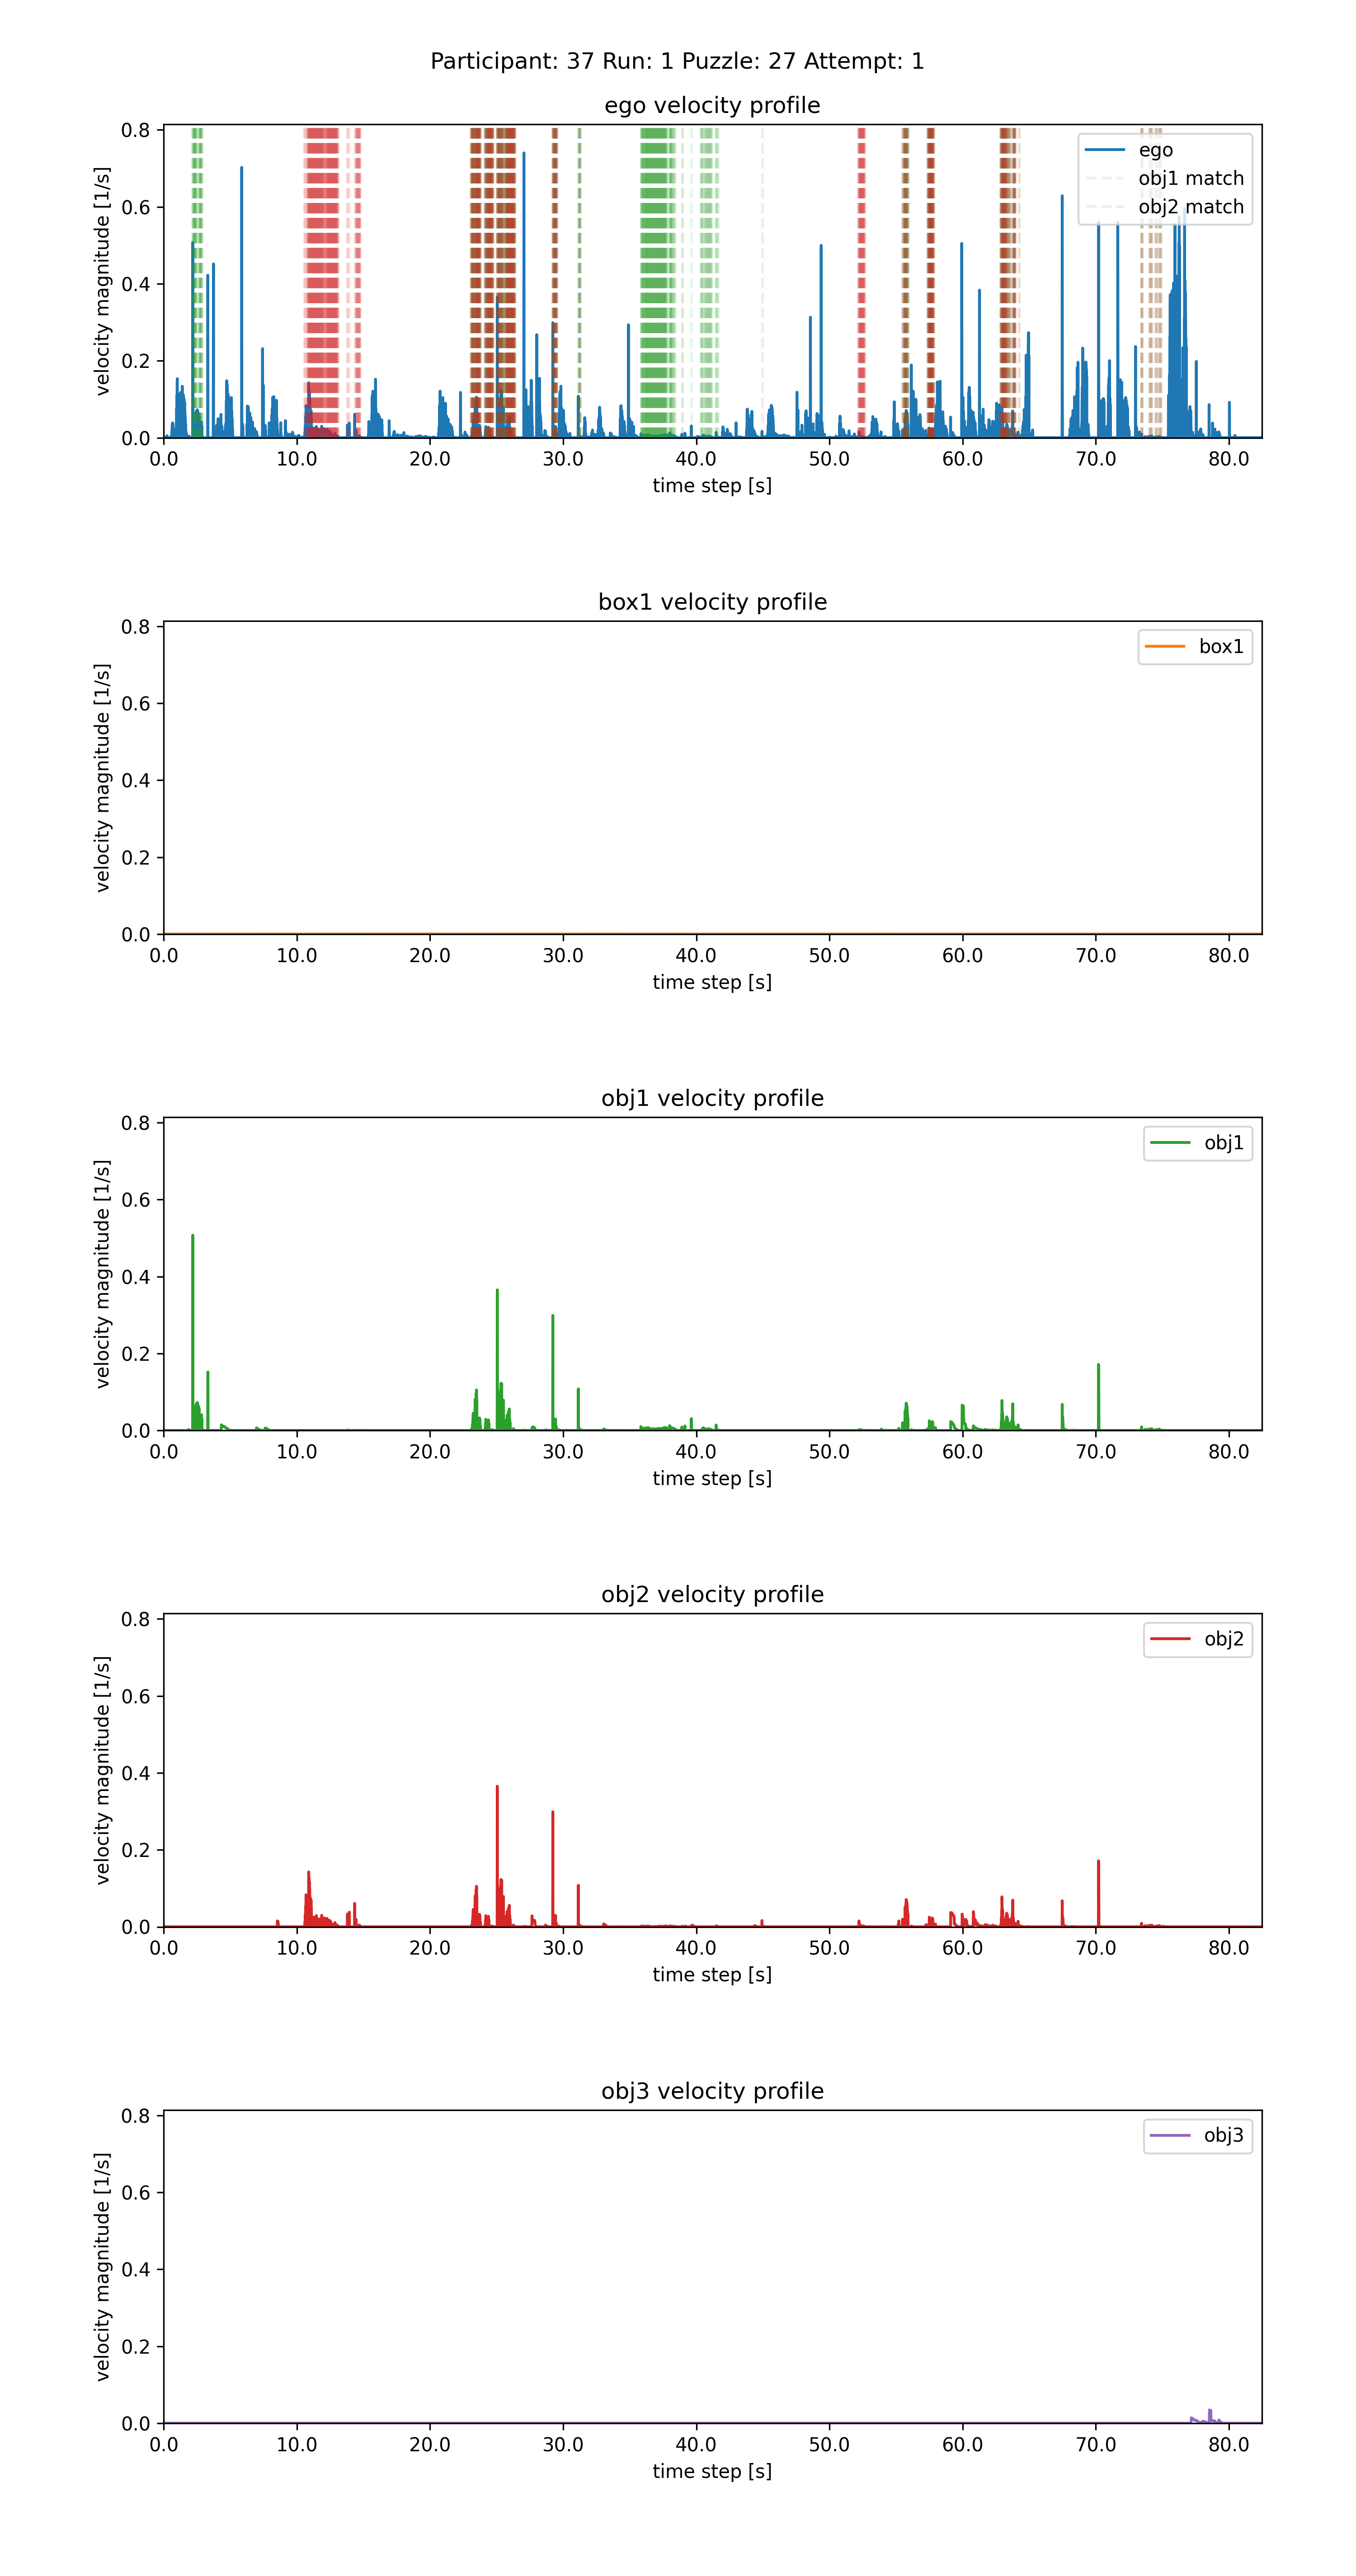 Participant: 37 Run: 1 Puzzle: 27 Attempt: 1
ego velocity profile
velocity magnitude [1/s]
0.8
0.6
0.4
0.2
0.0
ego
obj1 match
obj2 match
0.0 10.0 20.0 30.0 40.0 50.0 60.0 70.0 80.0
time step [s]
box1 velocity profile
velocity magnitude [1/s]
0.8
0.6
0.4
0.2
0.0
box1
0.0 10.0 20.0 30.0 40.0 50.0 60.0 70.0 80.0
time step [s]
obj1 velocity profile
velocity magnitude [1/s]
0.8
0.6
0.4
0.2
0.0
obj1
0.0 10.0 20.0 30.0 40.0 50.0 60.0 70.0 80.0
time step [s]
obj2 velocity profile
velocity magnitude [1/s]
0.8
0.6
0.4
0.2
0.0
obj2
0.0 10.0 20.0 30.0 40.0 50.0 60.0 70.0 80.0
time step [s]
obj3 velocity profile
velocity magnitude [1/s]
0.8
0.6
0.4
0.2
0.0
obj3
0.0 10.0 20.0 30.0 40.0 50.0 60.0 70.0 80.0
time step [s]